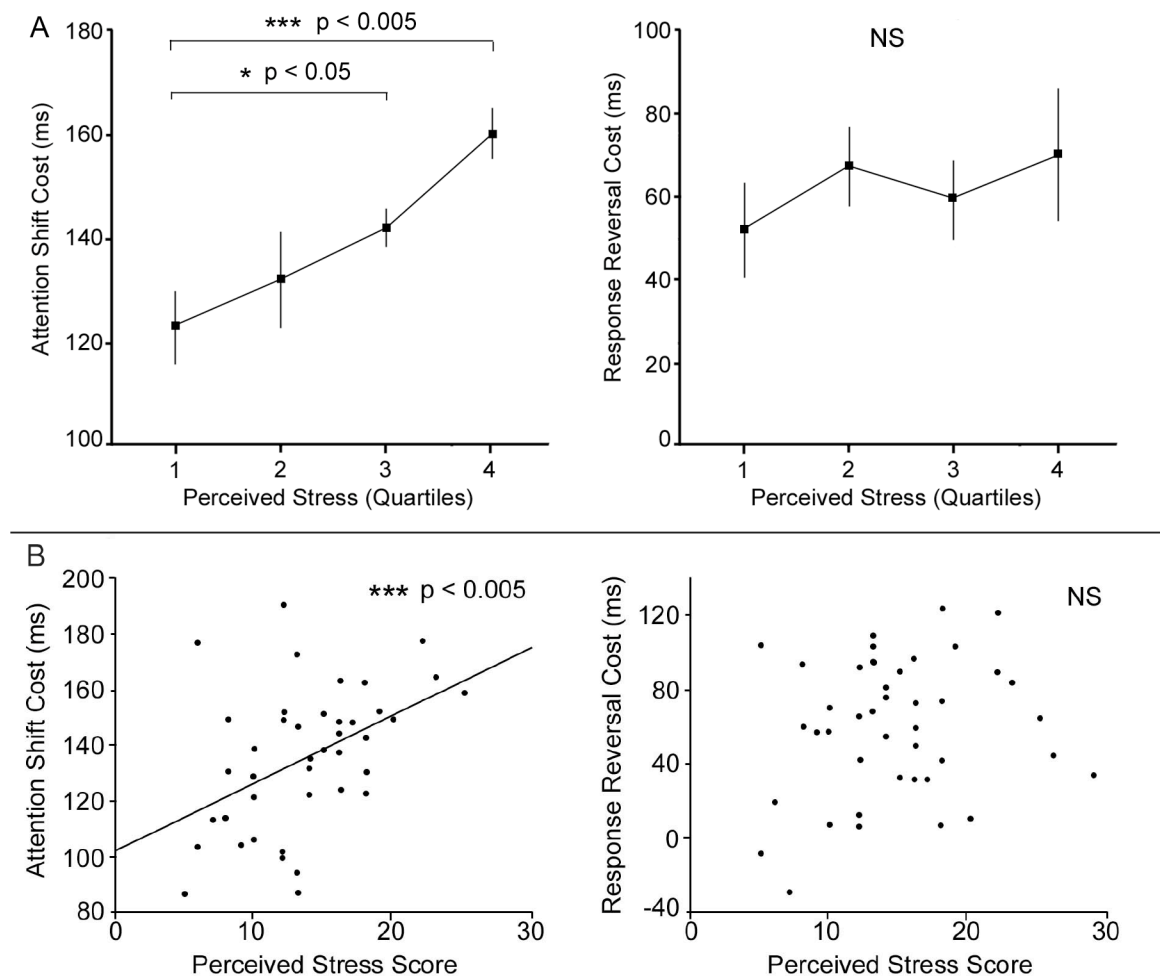 A
*** p < 0.005
* p < 0.05
180
160
140
120
100
Attention Shift Cost (ms)
1 2 3 4
Perceived Stress (Quartiles)
NS
100
80
60
40
20
0
Response Reversal Cost (ms)
1 2 3 4
Perceived Stress (Quartiles)
B
*** p < 0.005
200
180
160
140
120
100
80
Attention Shift Cost (ms)
0 10 20 30
Perceived Stress Score
NS
120
80
40
0
-40
Response Reversal Cost (ms)
0 10 20 30
Perceived Stress Score